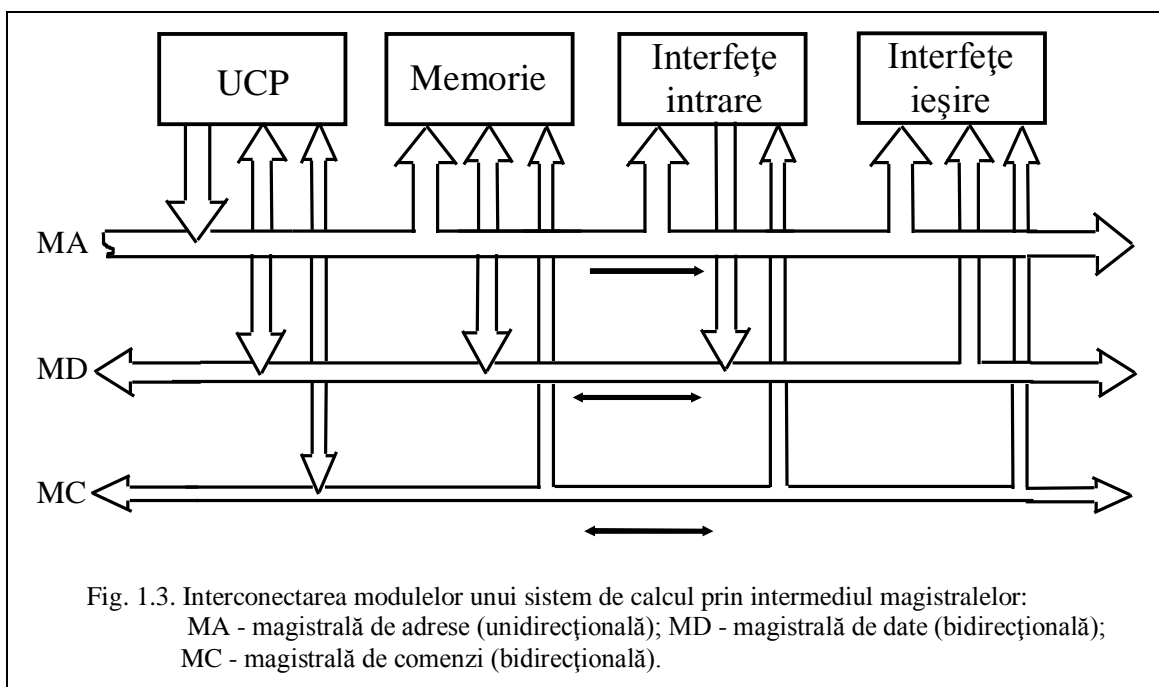 UCP
Memorie
Interfeţe
intrare
Interfeţe
ieşire
MA
MD
MC
Fig. 1.3. Interconectarea modulelor unui sistem de calcul prin intermediul magistralelor:
MA - magistrală de adrese (unidirecţională); MD - magistrală de date (bidirecţională);
MC - magistrală de comenzi (bidirecţională).